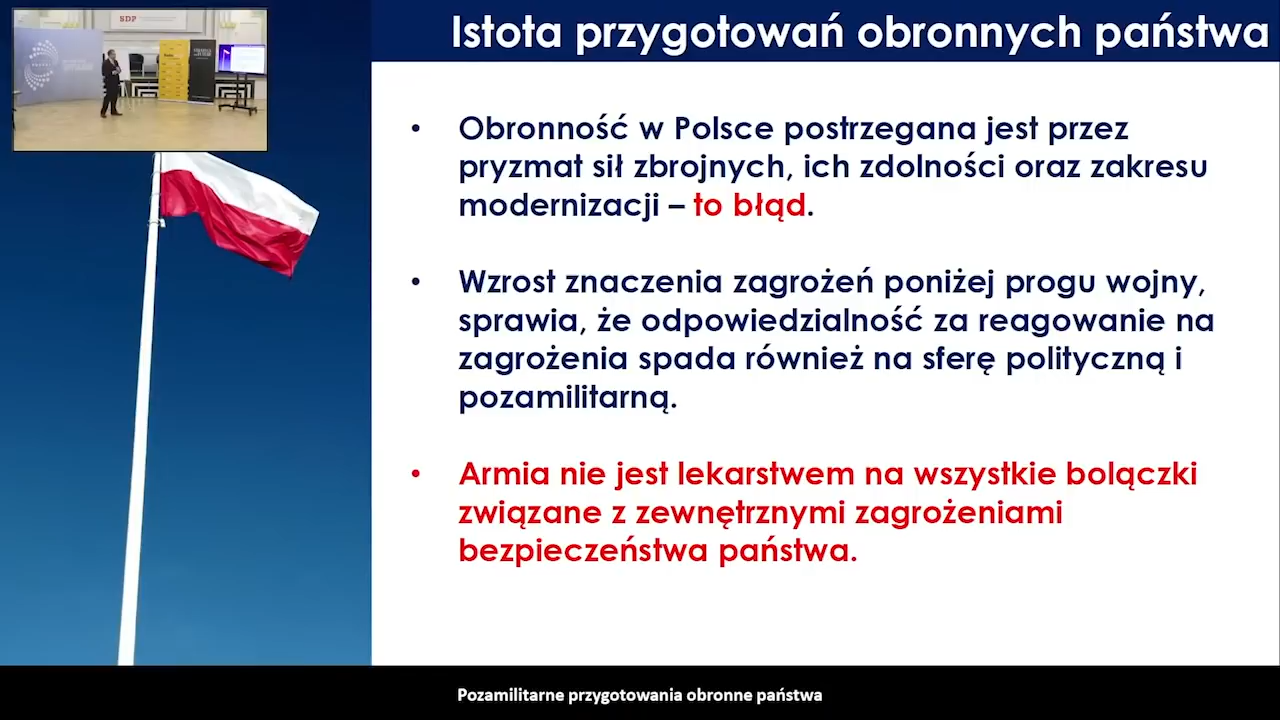 SDP
Istota przygotowań obronnych państwa
• Obronność w Polsce postrzegana jest przez
pryzmat sił zbrojnych, ich zdolności oraz zakresu
modernizacji – to błąd.
• Wzrost znaczenia zagrożeń poniżej progu wojny,
sprawia, że odpowiedzialność za reagowanie na
zagrożenia spada również na sferę polityczną i
pozamilitarną.
• Armia nie jest lekarstwem na wszystkie bolączki
związane z zewnętrznymi zagrożeniami
bezpieczeństwa państwa.
Pozamilitarne przygotowania obronne państwa